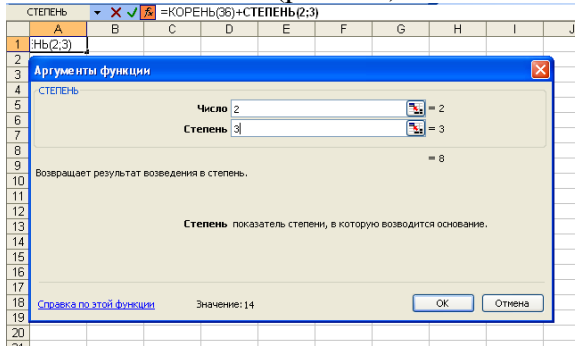 СТЕПЕНЬ =КОРЕНЬ(36)+СТЕПЕНЬ(2;3)
A B C D E F G H I J
1 :НЬ(2;3)
2
3 Аргументы функции
4 СТЕПЕНЬ
5 Число 2 = 2
6
7 Степень 3 = 3
8
9 = 8
10 Возвращает результат возведения в степень.
11
12
13 Степень показатель степени, в которую возводится основание.
14
15
16
17
18 Справка по этой функции Значение:14 ОК Отмена
19
20